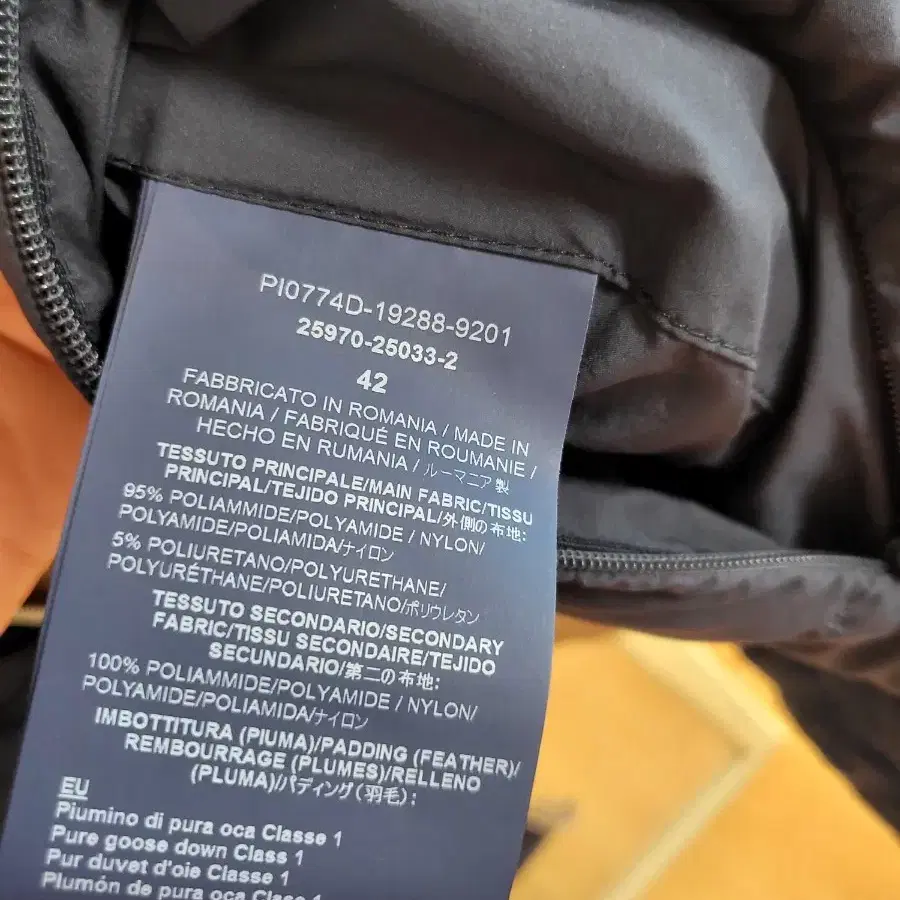 PI0774D-19288-9201
25970-25033-2
42
FABBRICATO IN ROMANIA / MADE IN
ROMANIA / FABRIQUÉ EN ROUMANIE /
HECHO EN RUMANIA / ルーマニア製
TESSUTO PRINCIPALE/MAIN FABRIC/TISSU
PRINCIPAL/TEJIDO PRINCIPAL/外側の布地:
95% POLIAMMIDE/POLYAMIDE / NYLON/
POLYAMIDE/POLIAMIDA/ナイロン
5% POLIURETANO/POLYURETHANE/
POLYURÉTHANE/POLIURETANO/ポリウレタン
TESSUTO SECONDARIO/SECONDARY
FABRIC/TISSU SECONDAIRE/TEJIDO
SECUNDARIO/第二の布地:
100% POLIAMMIDE/POLYAMIDE / NYLON/
POLYAMIDE/POLIAMIDA/ナイロン
IMBOTTITURA (PIUMA)/PADDING (FEATHER)/
REMBOURRAGE (PLUMES)/RELLENO
(PLUMA)/パディング(羽毛):
EU
Piumino di pura oca Classe 1
Pure goose down Class 1
Pur duvet d'oie Classe 1
Plumón de pura oca Clase 1